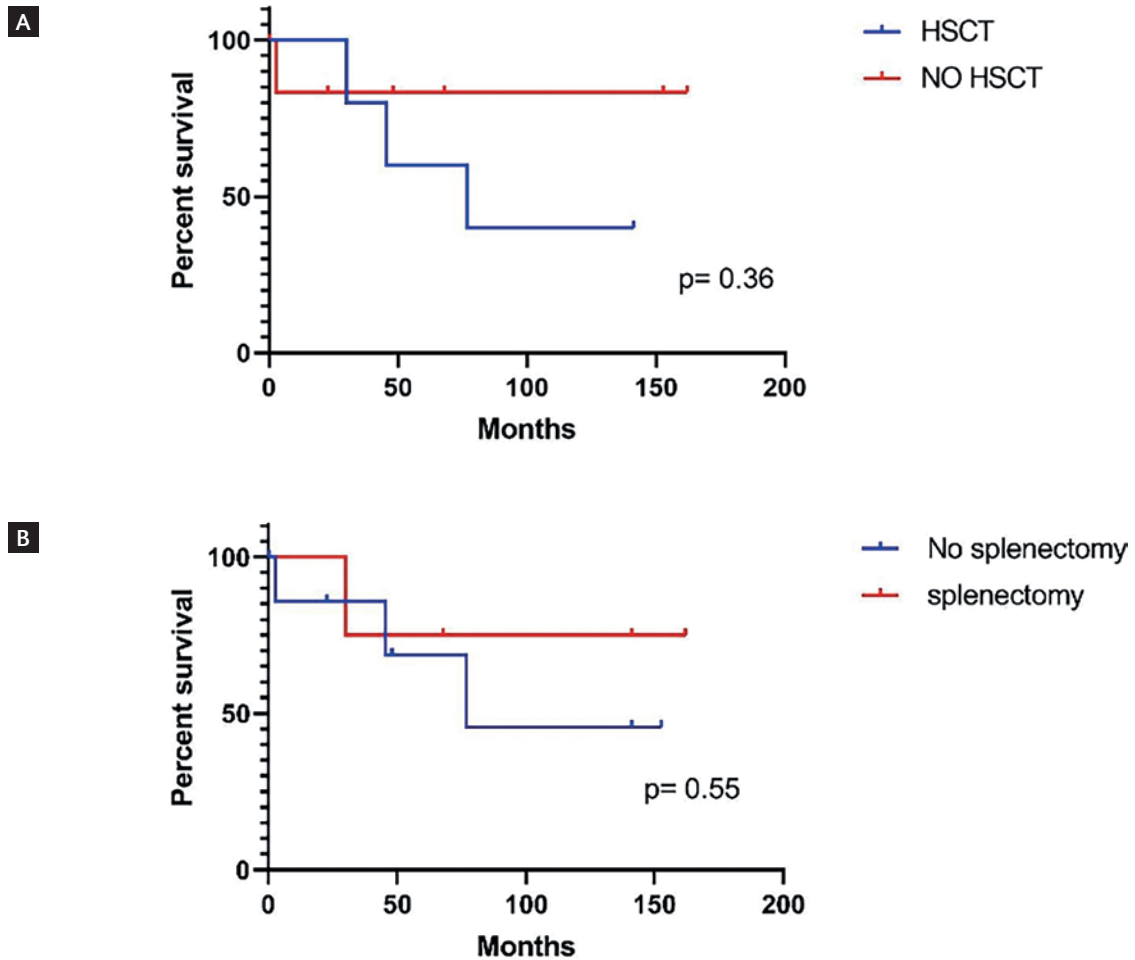 A
HSCT
NO HSCT
Percent survival
100
50
0
p= 0.36
0 50 100 150 200
Months
B
No splenectomy
splenectomy
Percent survival
100
50
0
p= 0.55
0 50 100 150 200
Months